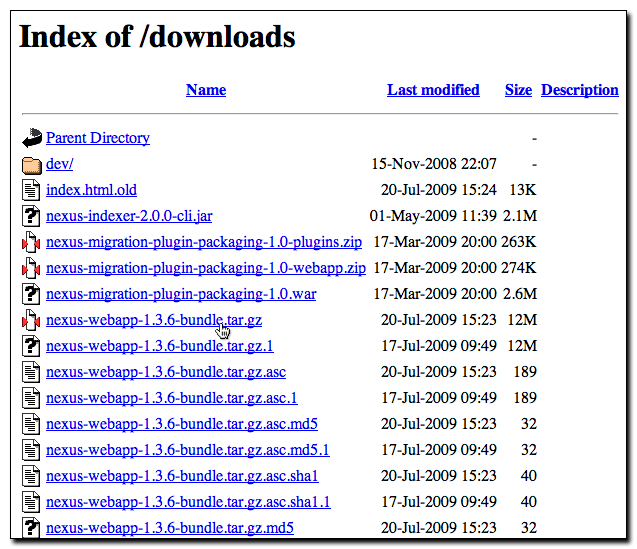 Index of /downloads
Name Last modified Size Description
Parent Directory -
dev/ 15-Nov-2008 22:07 -
index.html.old 20-Jul-2009 15:24 13K
nexus-indexer-2.0.0-cli.jar 01-May-2009 11:39 2.1M
nexus-migration-plugin-packaging-1.0-plugins.zip 17-Mar-2009 20:00 263K
nexus-migration-plugin-packaging-1.0-webapp.zip 17-Mar-2009 20:00 274K
nexus-migration-plugin-packaging-1.0.war 17-Mar-2009 20:00 2.6M
nexus-webapp-1.3.6-bundle.tar.gz 20-Jul-2009 15:23 12M
nexus-webapp-1.3.6-bundle.tar.gz.1 17-Jul-2009 09:49 12M
nexus-webapp-1.3.6-bundle.tar.gz.asc 20-Jul-2009 15:23 189
nexus-webapp-1.3.6-bundle.tar.gz.asc.1 17-Jul-2009 09:49 189
nexus-webapp-1.3.6-bundle.tar.gz.asc.md5 20-Jul-2009 15:23 32
nexus-webapp-1.3.6-bundle.tar.gz.asc.md5.1 17-Jul-2009 09:49 32
nexus-webapp-1.3.6-bundle.tar.gz.asc.sha1 20-Jul-2009 15:23 40
nexus-webapp-1.3.6-bundle.tar.gz.asc.sha1.1 17-Jul-2009 09:49 40
nexus-webapp-1.3.6-bundle.tar.gz.md5 20-Jul-2009 15:23 32